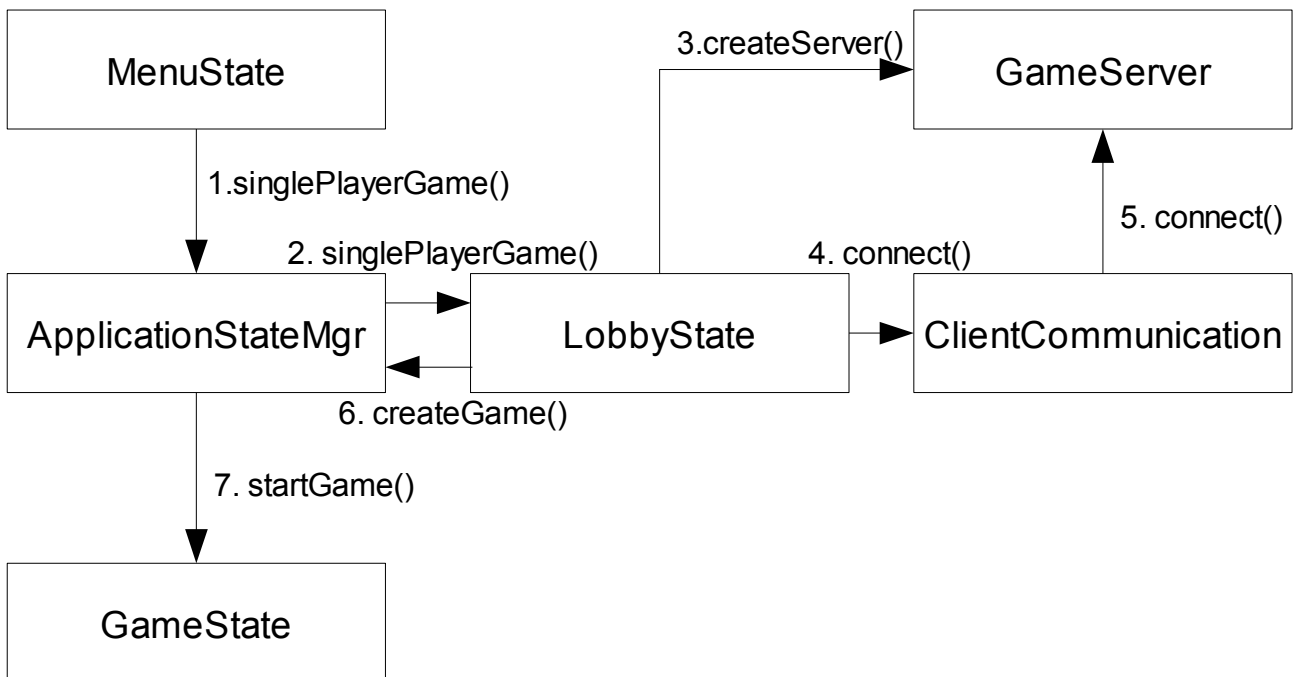 3.createServer()
MenuState
GameServer
1.singlePlayerGame()
5. connect()
2. singlePlayerGame()
4. connect()
ApplicationStateMgr
LobbyState
ClientCommunication
6. createGame()
7. startGame()
GameState